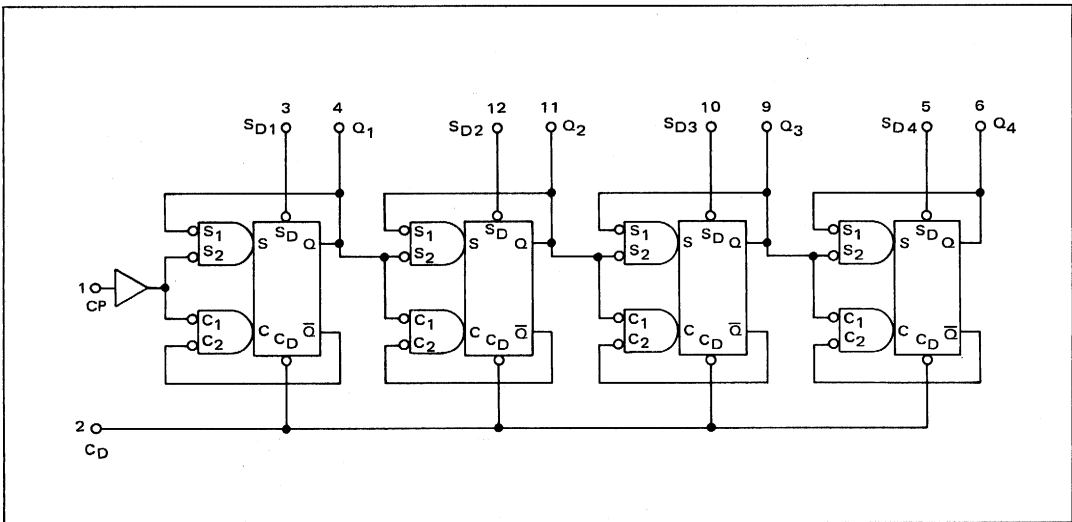 3 4 12 11 10 9 5 6
SD1 Q1 SD2 Q2 SD3 Q3 SD4 Q4
S1 SD S1 SD S1 SD S1 SD
S Q S Q S Q S Q
S2 S2 S2 S2
1
CP
C1 C1 C1 C1
C Q̅ C Q̅ C Q̅ C Q̅
C2 CD C2 CD C2 CD C2 CD
2
CD